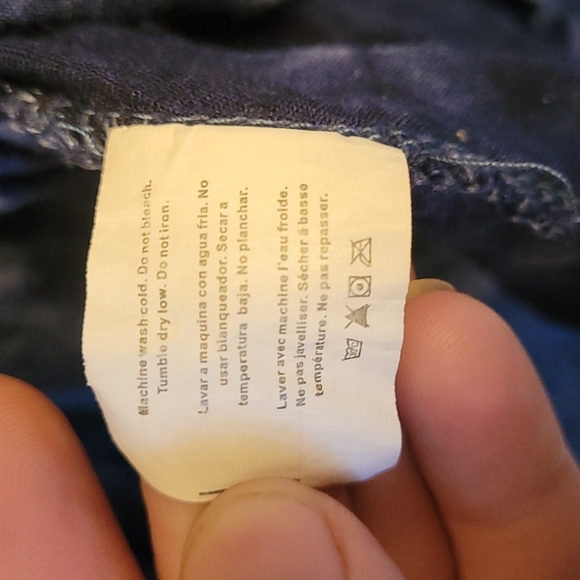 Machine wash cold. Do not bleach.
Tumble dry low. Do not iron.
Lavar a maquina con agua fria. No
usar bianqueador. Secar a
temperatura baja. No planchar.
Laver avec machine l'eau froide.
Ne pas javelliser. Sécher à basse
température. Ne pas repasser.